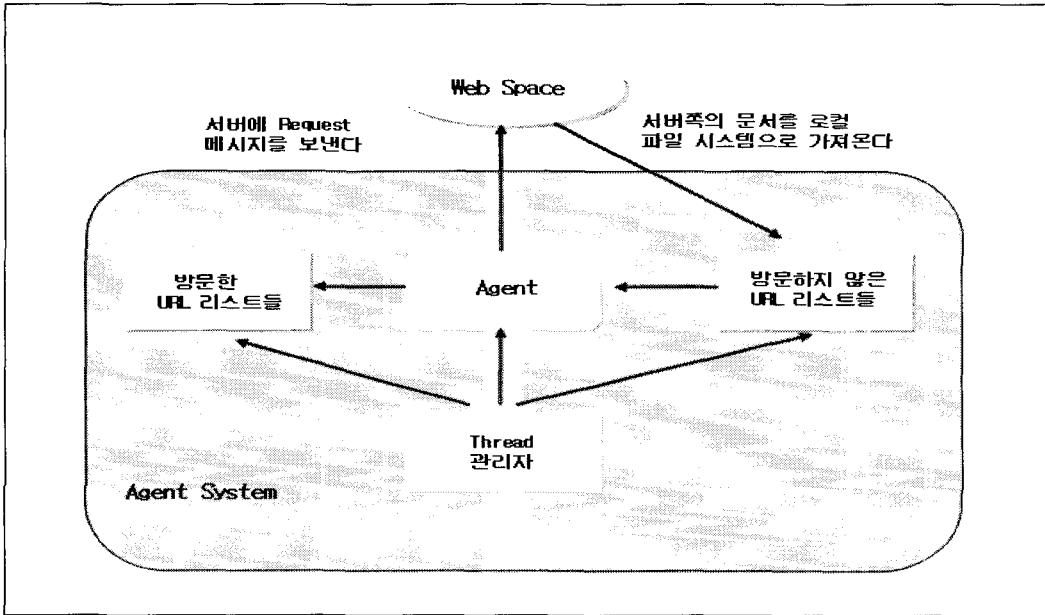 Web Space
서버에 Request
메시지를 보낸다
서버쪽의 문서를 로컬
파일 시스템으로 가져온다
방문한
URL 리스트들
Agent
방문하지 않은
URL 리스트들
Thread
관리자
Agent System